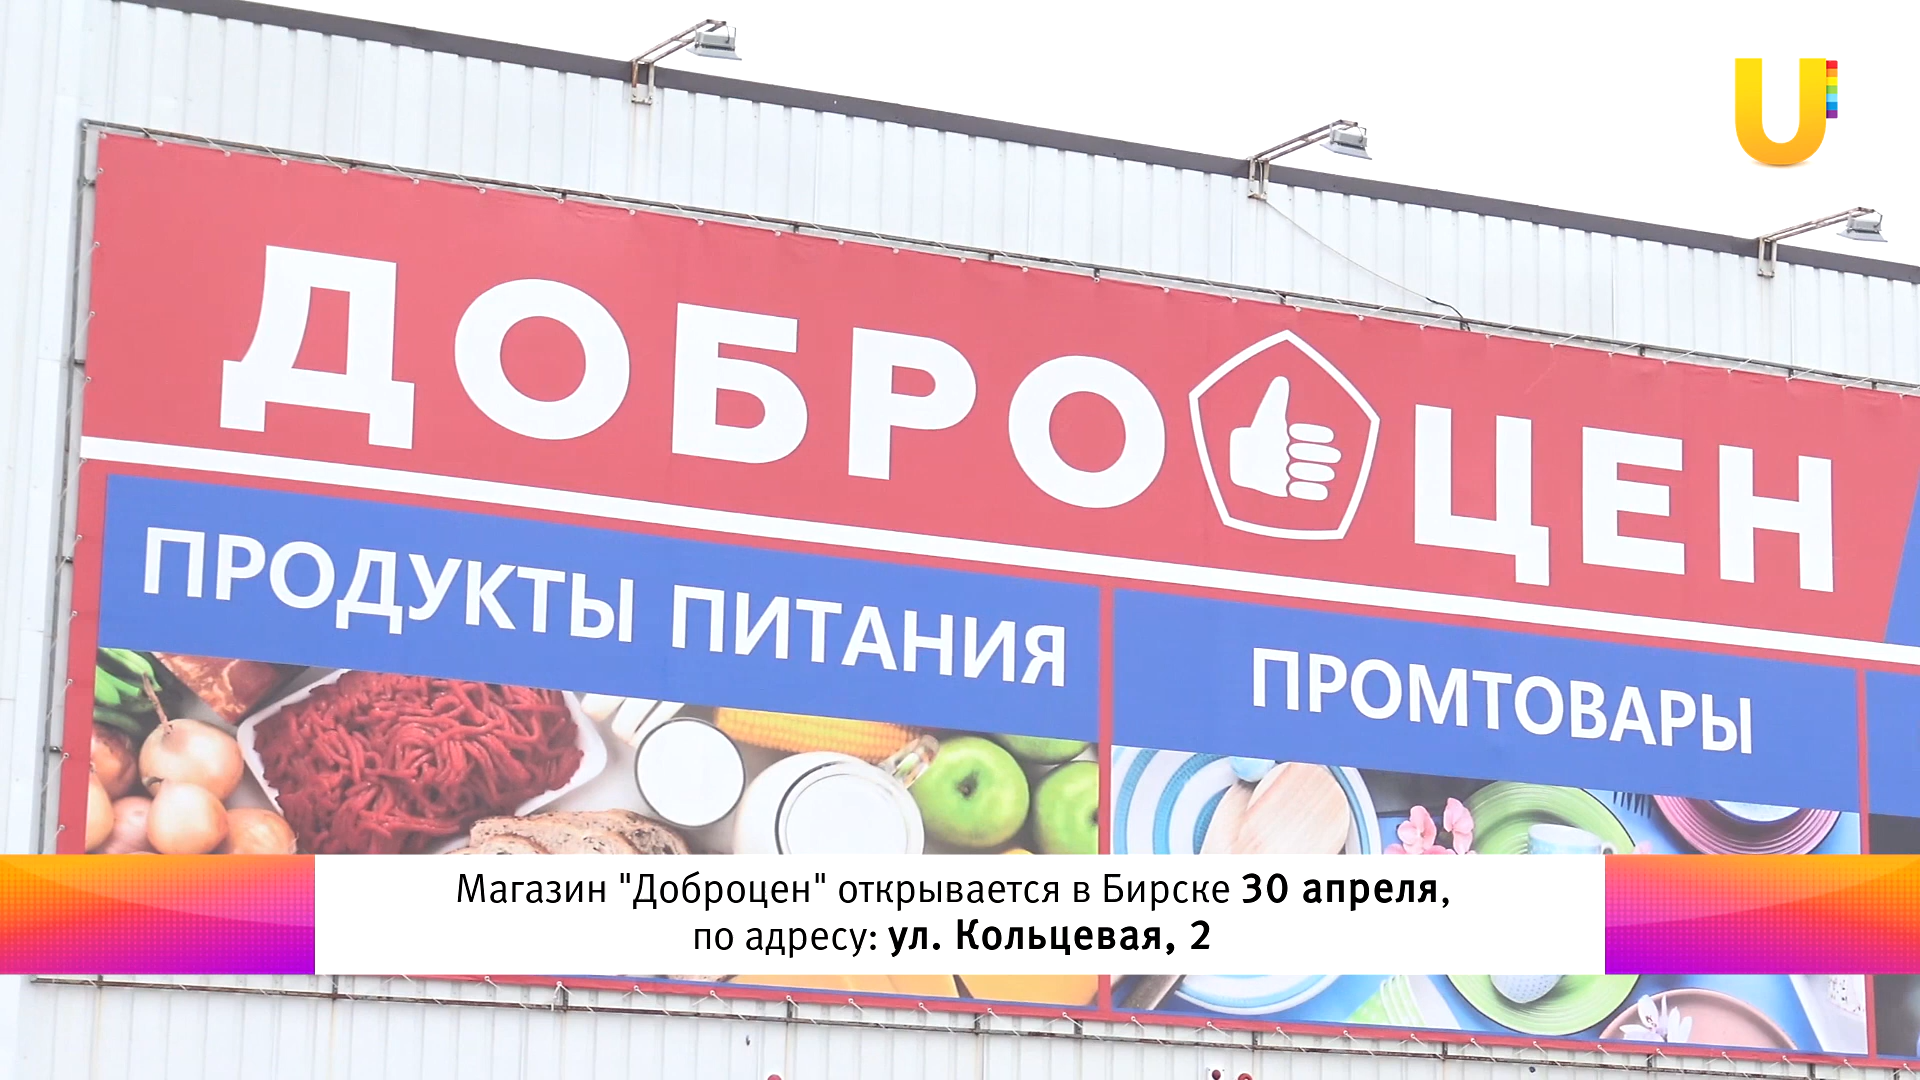 U
ДОБРОЦЕН
ПРОДУКТЫ ПИТАНИЯ
ПРОМТОВАРЫ
Магазин "Доброцен" открывается в Бирске 30 апреля,
по адресу: ул. Кольцевая, 2